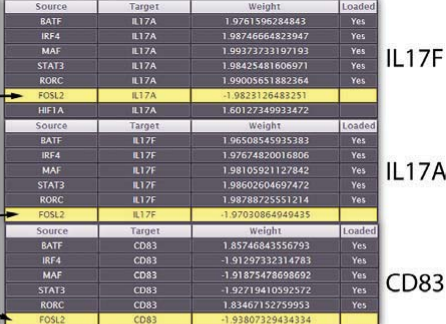 Source Target Weight Loaded
BATF IL17A 1.9761596284843 Yes
IRF4 IL17A 1.98746664823947 Yes
MAF IL17A 1.99373733197193 Yes
STAT3 IL17A 1.98425481606971 Yes
RORC IL17A 1.99005651882364 Yes
FOSL2 IL17A -1.9823126483251
HIF1A IL17A 1.60127349933472
IL17F
Source Target Weight Loaded
BATF IL17F 1.96508545935383 Yes
IRF4 IL17F 1.97674820016806 Yes
MAF IL17F 1.98105921127842 Yes
STAT3 IL17F 1.98602604697472 Yes
RORC IL17F 1.98788725551214 Yes
FOSL2 IL17F -1.97030864949435
IL17A
Source Target Weight Loaded
BATF CD83 1.85746843556793 Yes
IRF4 CD83 -1.91297332314783 Yes
MAF CD83 -1.91875478698692 Yes
STAT3 CD83 -1.92719410592572 Yes
RORC CD83 1.83467152759953 Yes
FOSL2 CD83 -1.93807329434334
CD83